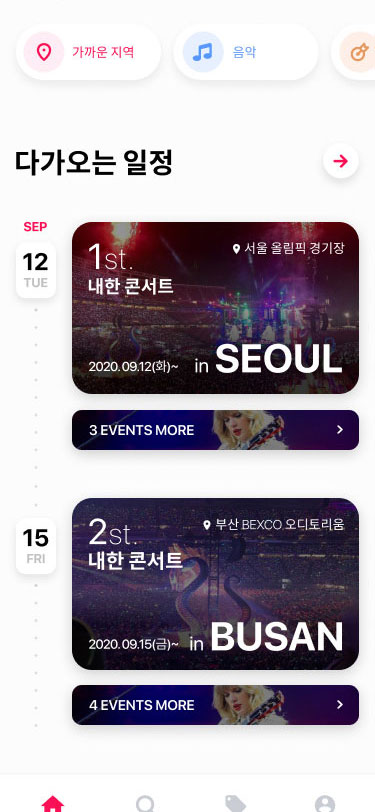 가까운 지역
음악
다가오는 일정
SEP
12
TUE
1st.
내한 콘서트
서울 올림픽 경기장
2020.09.12(화)~
in SEOUL
3 EVENTS MORE
15
FRI
2st.
내한 콘서트
부산 BEXCO 오디토리움
2020.09.15(금)~
in BUSAN
4 EVENTS MORE